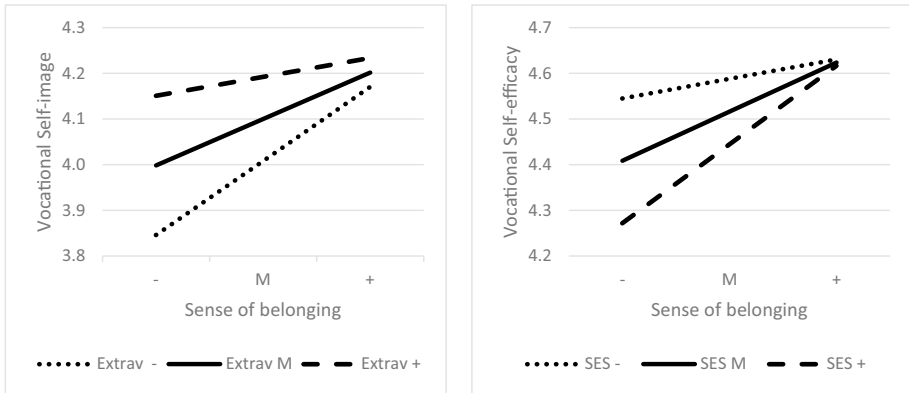 Vocational Self-image
4.3
4.2
4.1
4.0
3.9
3.8
- M +
Sense of belonging
Extrav - Extrav M Extrav +
Vocational Self-efficacy
4.7
4.6
4.5
4.4
4.3
4.2
- M +
Sense of belonging
SES - SES M SES +